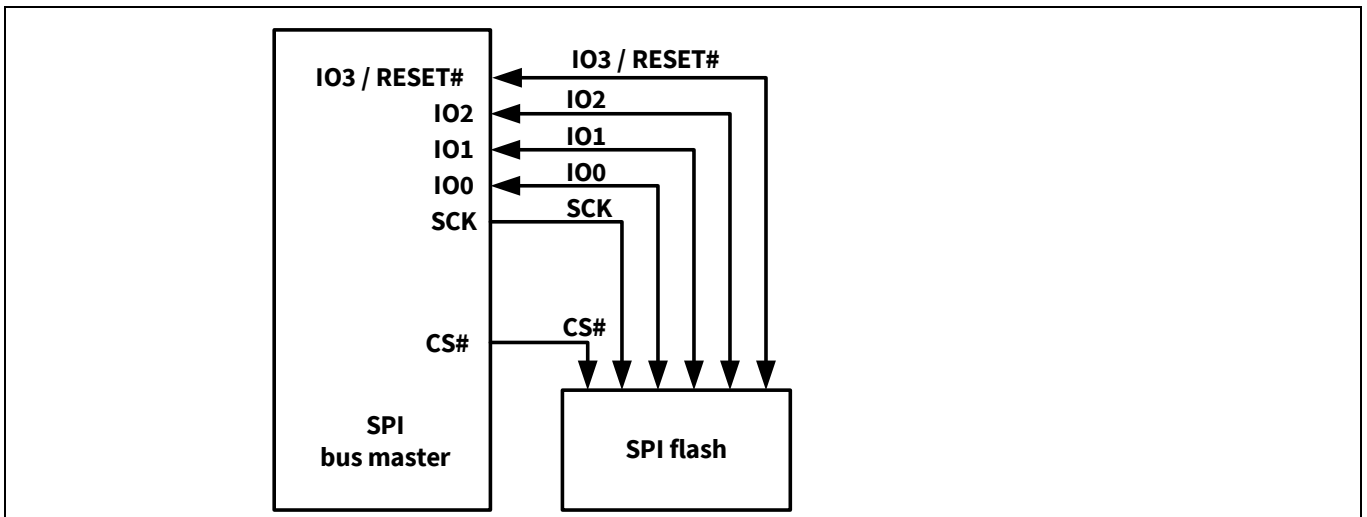 IO3 / RESET#
IO3 / RESET#
IO2
IO2
IO1
IO1
IO0
IO0
SCK
SCK
CS#
CS#
SPI
bus master
SPI flash